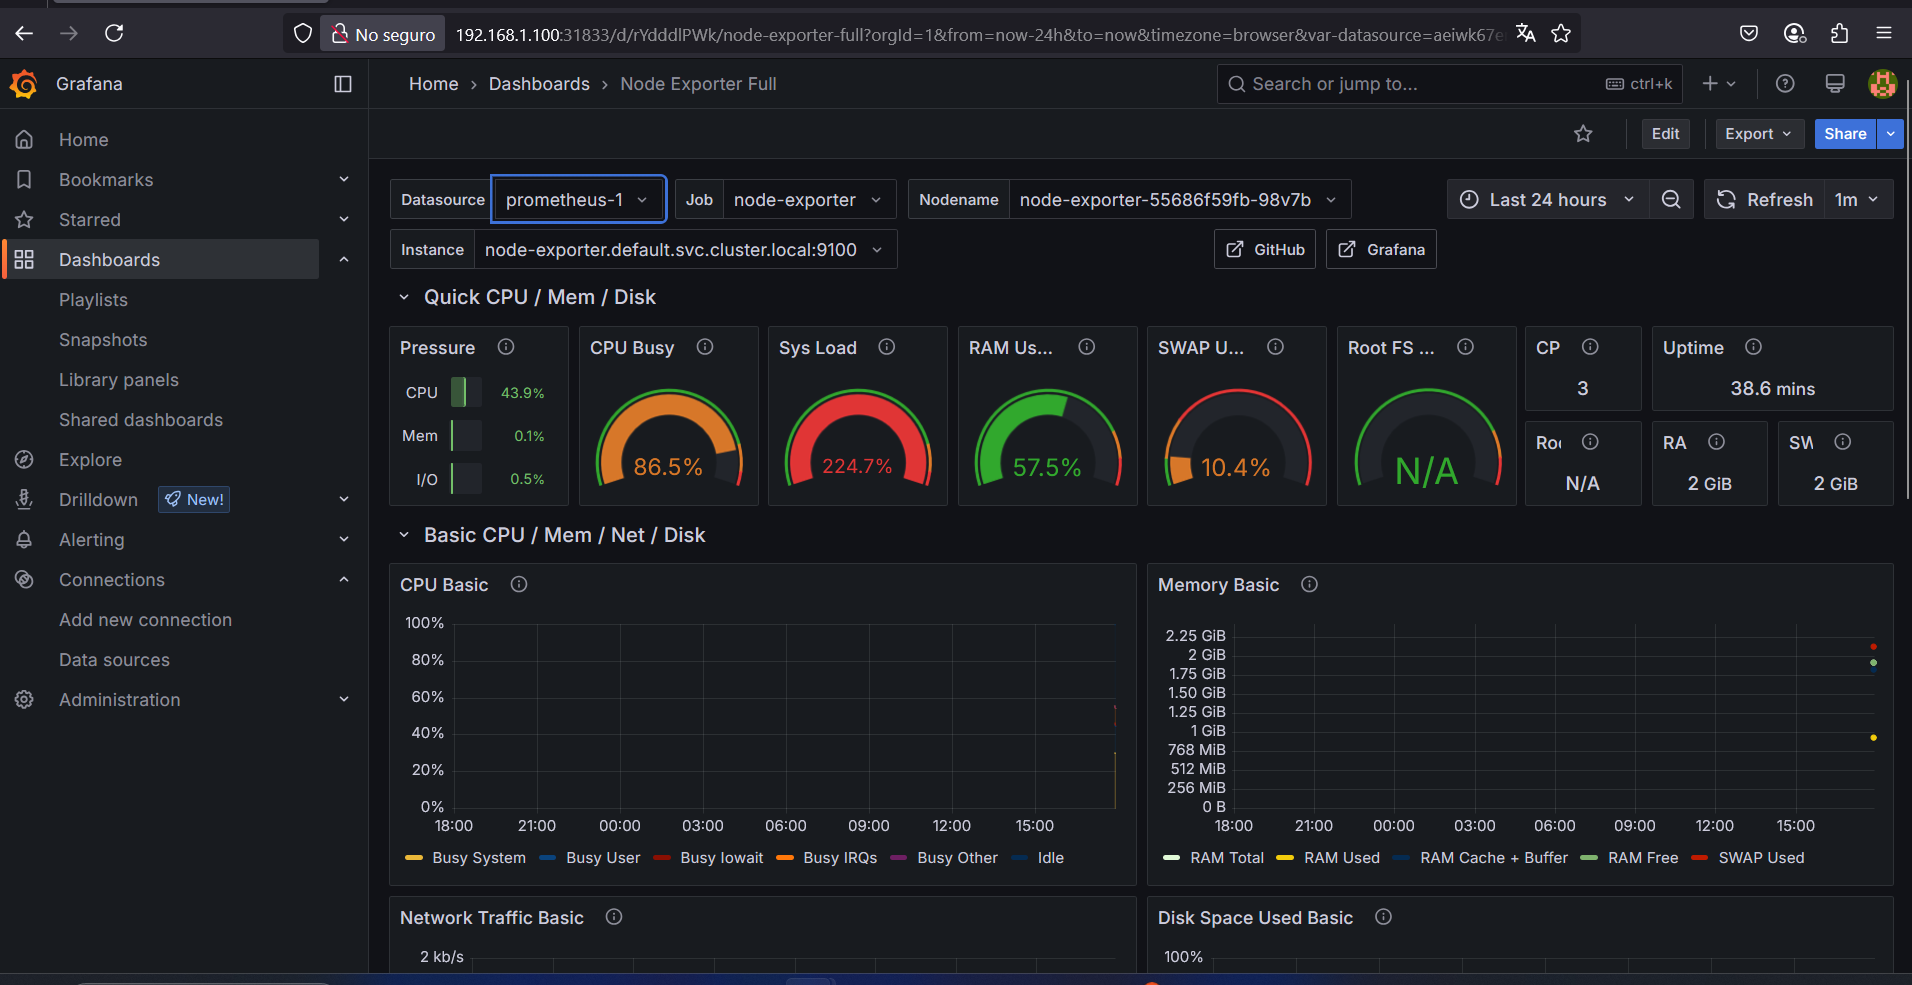 No seguro
192.168.1.100:31833/d/rYdddlPWk/node-exporter-full?orgId=1&from=now-24h&to=now&timezone=browser&var-datasource=aeiwk67e
Grafana
Home › Dashboards › Node Exporter Full
Search or jump to...
ctrl+k
Edit
Export
Share
Home
Bookmarks
Starred
Dashboards
Playlists
Snapshots
Library panels
Shared dashboards
Explore
Drilldown
New!
Alerting
Connections
Add new connection
Data sources
Administration
Datasource prometheus-1
Job node-exporter
Nodename node-exporter-55686f59fb-98v7b
Last 24 hours
Refresh 1m
Instance node-exporter.default.svc.cluster.local:9100
GitHub
Grafana
Quick CPU / Mem / Disk
Pressure
CPU 43.9%
Mem 0.1%
I/O 0.5%
CPU Busy
86.5%
Sys Load
224.7%
RAM Us...
57.5%
SWAP U...
10.4%
Root FS ...
N/A
CP
3
Uptime
38.6 mins
Roo
N/A
RA
2 GiB
SW
2 GiB
Basic CPU / Mem / Net / Disk
CPU Basic
100%
80%
60%
40%
20%
0%
18:00 21:00 00:00 03:00 06:00 09:00 12:00 15:00
Busy System Busy User Busy Iowait Busy IRQs Busy Other Idle
Memory Basic
2.25 GiB
2 GiB
1.75 GiB
1.50 GiB
1.25 GiB
1 GiB
768 MiB
512 MiB
256 MiB
0 B
18:00 21:00 00:00 03:00 06:00 09:00 12:00 15:00
RAM Total RAM Used RAM Cache + Buffer RAM Free SWAP Used
Network Traffic Basic
2 kb/s
Disk Space Used Basic
100%